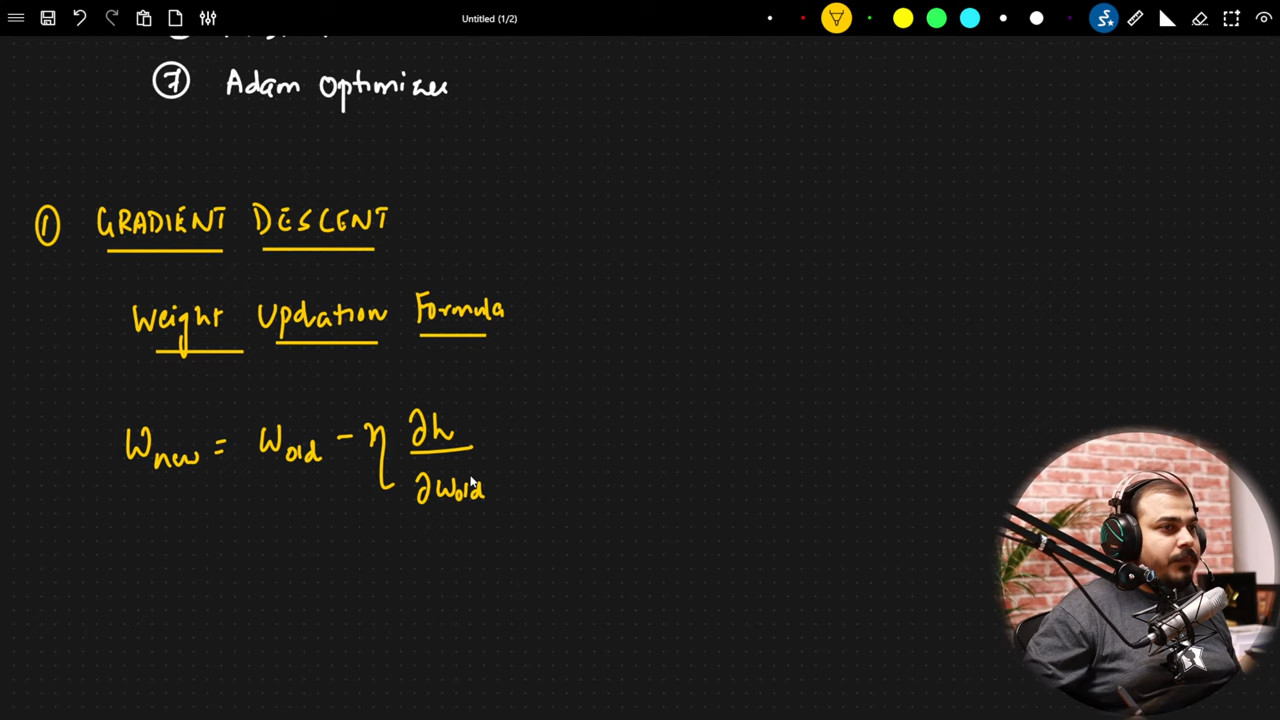 Untitled (1/2)
⑦ Adam Optimizer
① GRADIENT DESCENT
Weight Updation Formula
Wnew = Wold - η ∂L
∂Wold